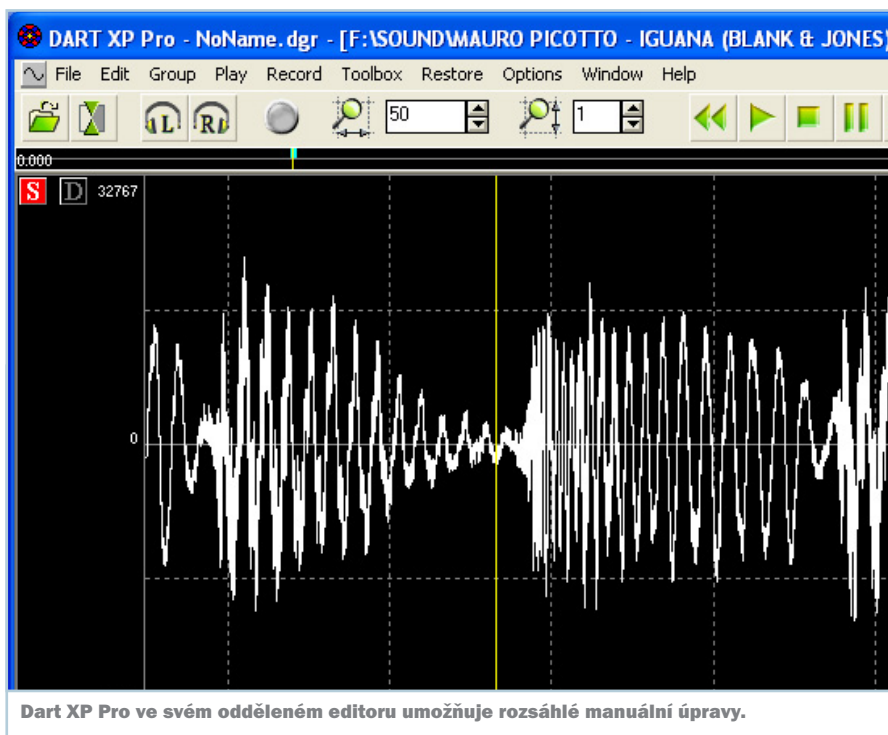 DART XP Pro - NoName.dgr - [F:\SOUND\MAURO PICOTTO - IGUANA (BLANK & JONES)
File Edit Group Play Record Toolbox Restore Options Window Help
L R 50 1
0.000
S D 32767
0
Dart XP Pro ve svém odděleném editoru umožňuje rozsáhlé manuální úpravy.